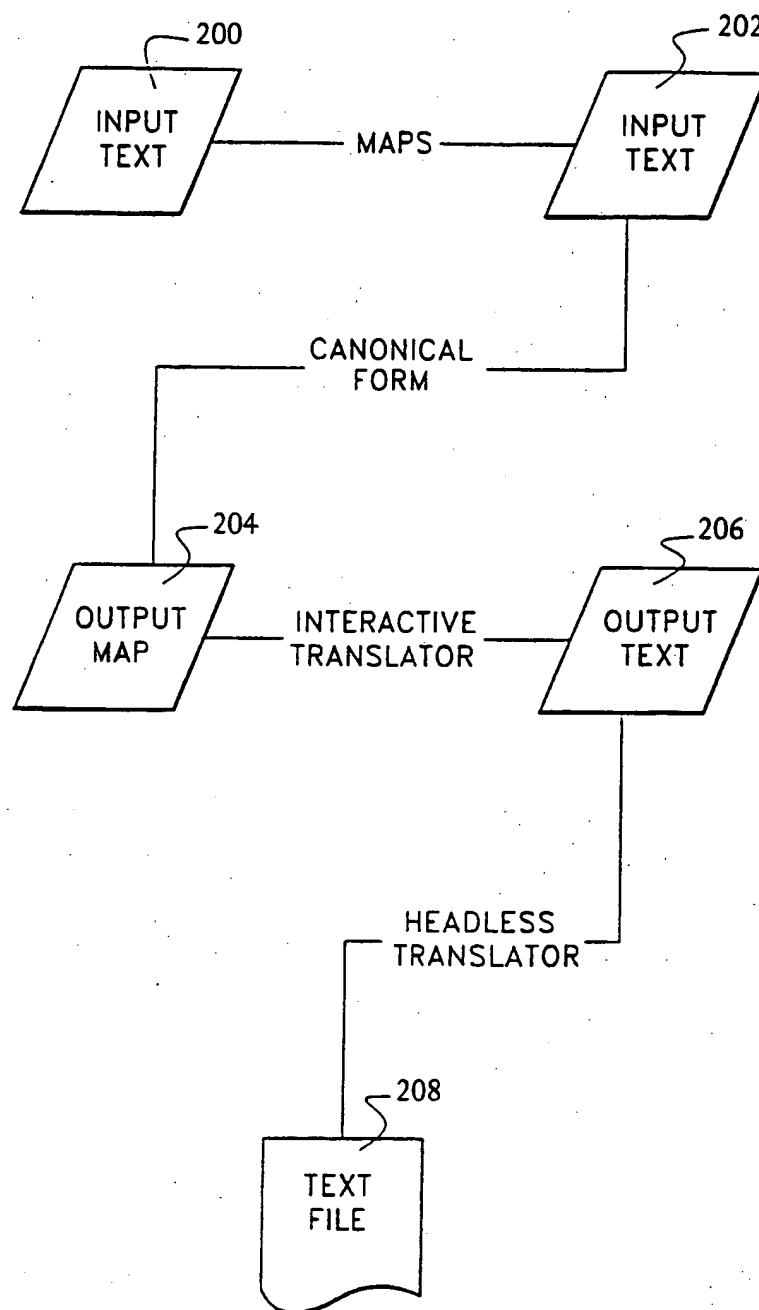 200
202
INPUT
TEXT
MAPS
INPUT
TEXT
CANONICAL
FORM
204
206
OUTPUT
MAP
INTERACTIVE
TRANSLATOR
OUTPUT
TEXT
HEADLESS
TRANSLATOR
208
TEXT
FILE